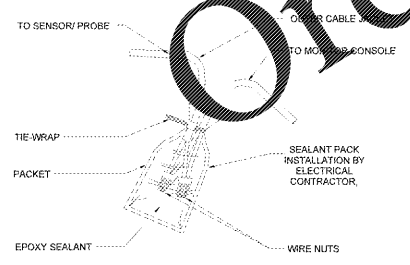 TO SENSOR/ PROBE
OUTER CABLE JACKET
TO MONITOR CONSOLE
Ord
TIE-WRAP
SEALANT PACK
INSTALLATION BY
ELECTRICAL
CONTRACTOR,
PACKET
EPOXY SEALANT
WIRE NUTS